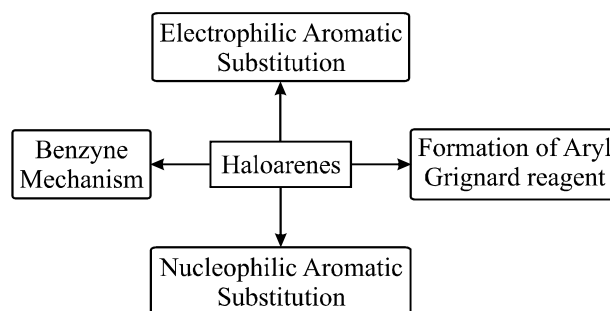 Electrophilic Aromatic
Substitution
Benzyne
Mechanism
Haloarenes
Formation of Aryl
Grignard reagent
Nucleophilic Aromatic
Substitution